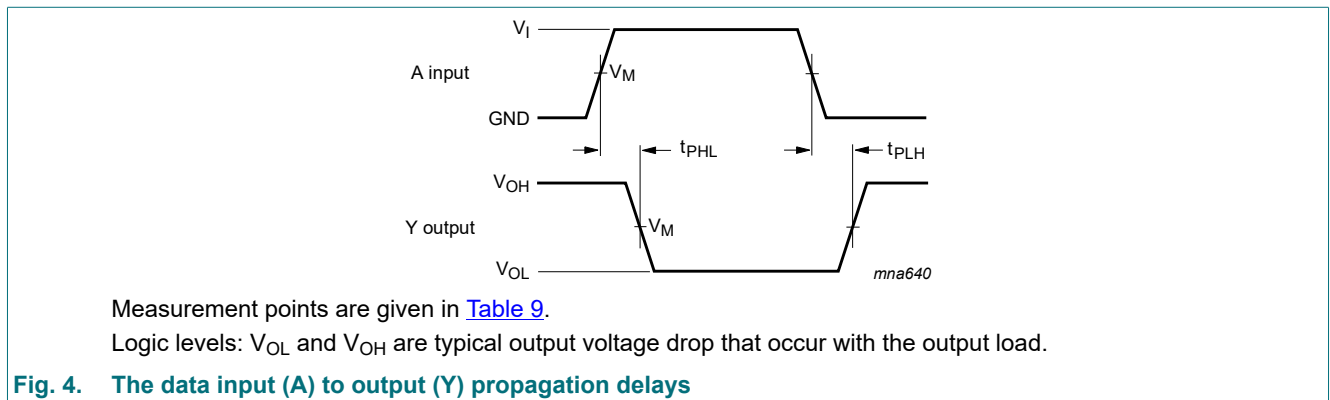 V_I
A input
V_M
GND
t_PHL
t_PLH
V_OH
Y output
V_M
V_OL
mna640
Measurement points are given in Table 9.
Logic levels: V_OL and V_OH are typical output voltage drop that occur with the output load.
Fig. 4. The data input (A) to output (Y) propagation delays